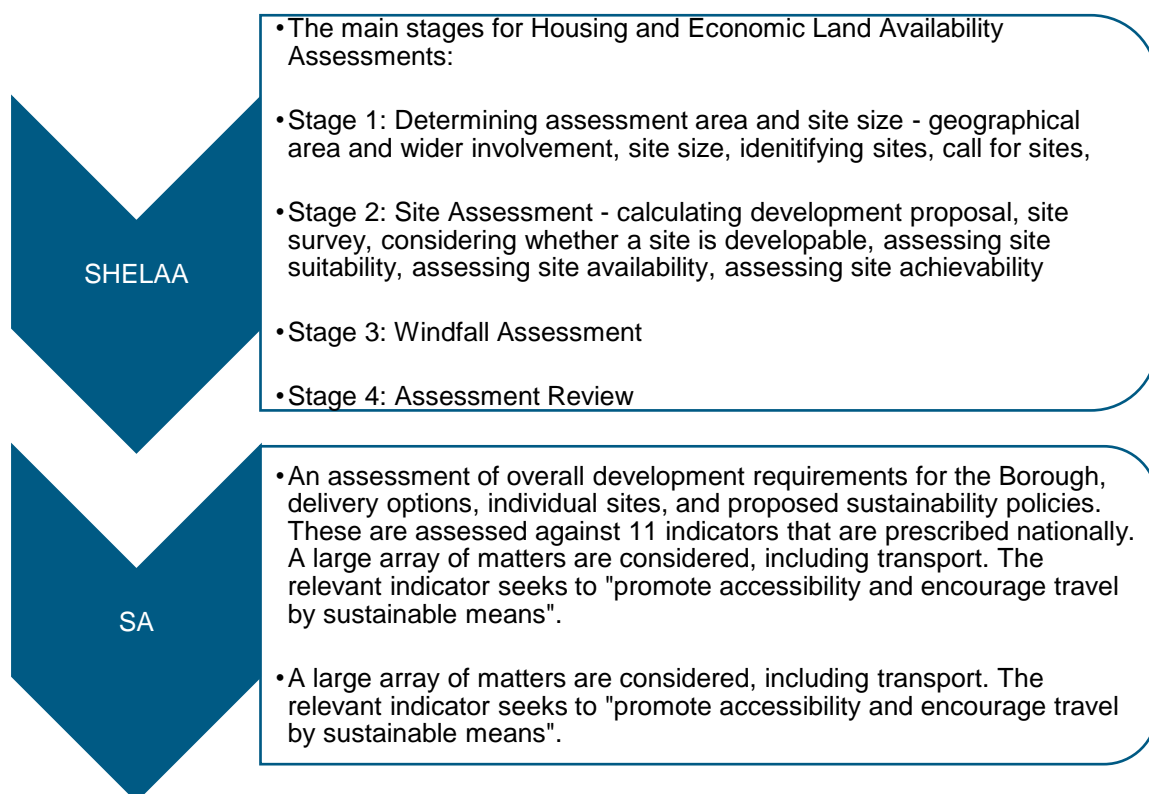 SHELAA
•The main stages for Housing and Economic Land Availability
Assessments:
•Stage 1: Determining assessment area and site size - geographical
area and wider involvement, site size, idenitifying sites, call for sites,
•Stage 2: Site Assessment - calculating development proposal, site
survey, considering whether a site is developable, assessing site
suitability, assessing site availability, assessing site achievability
•Stage 3: Windfall Assessment
•Stage 4: Assessment Review
SA
•An assessment of overall development requirements for the Borough,
delivery options, individual sites, and proposed sustainability policies.
These are assessed against 11 indicators that are prescribed nationally.
A large array of matters are considered, including transport. The
relevant indicator seeks to "promote accessibility and encourage travel
by sustainable means".
•A large array of matters are considered, including transport. The
relevant indicator seeks to "promote accessibility and encourage travel
by sustainable means".